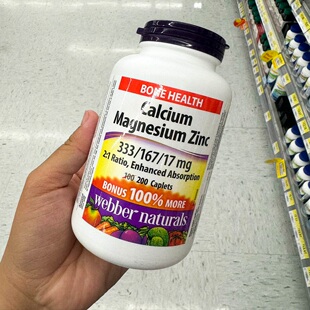 BONE HEALTH
Calcium
Magnesium Zinc
333/167/17 mg
2:1 Ratio, Enhanced Absorption
100 200 Caplets
BONUS 100% MORE
webber naturals